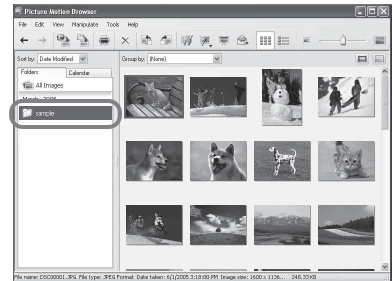 Picture Motion Browser
File Edit View Manipulate Tools Help
Sort by: Date Modified Group by: (None)
Folders Calendar
All Images
sample
File name: DSC00001.JPG File type: JPEG Format Date taken: 6/1/2005 3:18:00 PM Image size: 1600 x 1136... 248.33KB